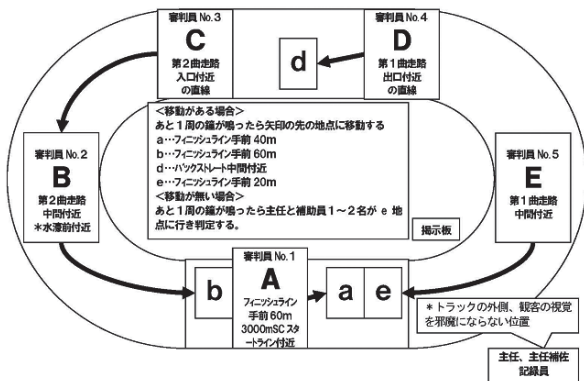 審判員 No.3
C
第2曲走路
入口付近
の直線
審判員 No.4
D
第1曲走路
出口付近
の直線
d
<移動がある場合>
あと1周の鐘が鳴ったら矢印の先の地点に移動する
a…フィニッシュライン手前 40m
b…フィニッシュライン手前 60m
d…バックストレート中間付近
e…フィニッシュライン手前 20m
<移動が無い場合>
あと1周の鐘が鳴ったら主任と補助員1〜2名が e 地
点に行き判定する。
審判員 No.2
B
第2曲走路
中間付近
*水濠前付近
審判員 No.5
E
第1曲走路
中間付近
掲示板
審判員 No.1
A
フィニッシュライン
手前 60m
3000mSC スタ
ートライン付近
b
a
e
*トラックの外側、観客の視覚
を邪魔にならない位置
主任、主任補佐
記録員